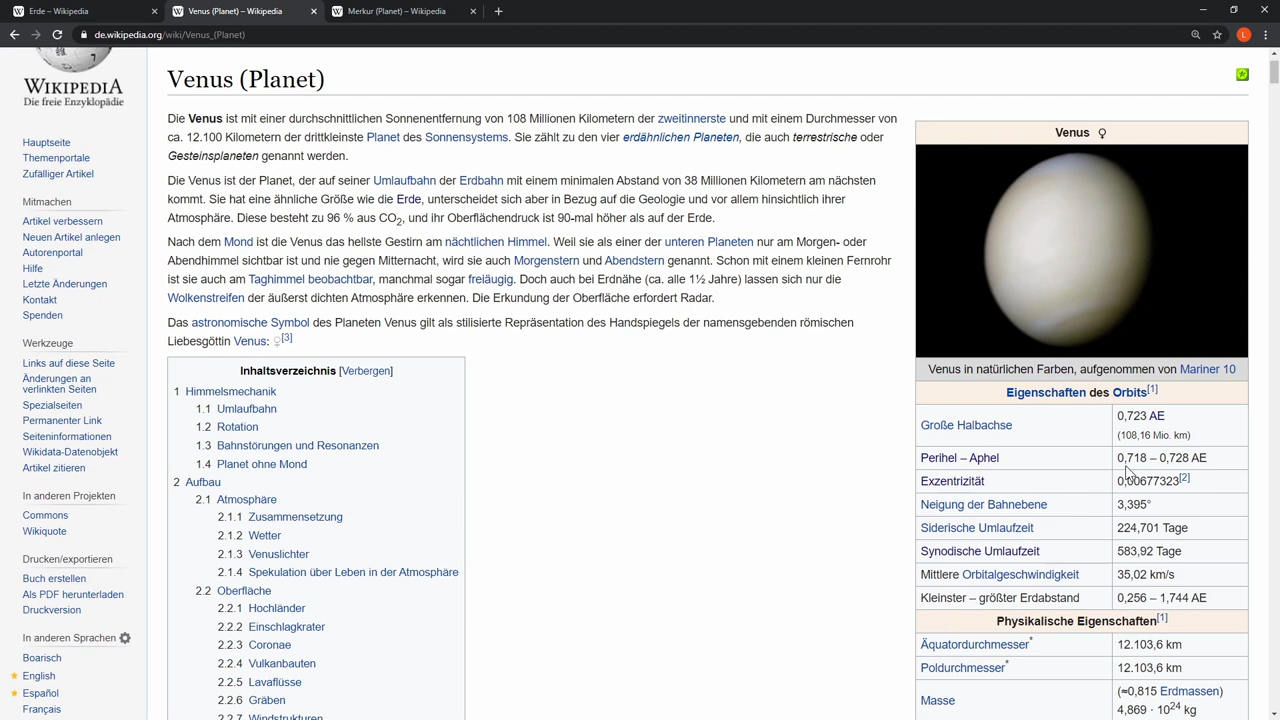 Erde – Wikipedia
Venus (Planet) – Wikipedia
Merkur (Planet) – Wikipedia
de.wikipedia.org/wiki/Venus_(Planet)
L
WIKIPEDIA
Die freie Enzyklopädie
Hauptseite
Themenportale
Zufälliger Artikel
Mitmachen
Artikel verbessern
Neuen Artikel anlegen
Autorenportal
Hilfe
Letzte Änderungen
Kontakt
Spenden
Werkzeuge
Links auf diese Seite
Änderungen an
verlinkten Seiten
Spezialseiten
Permanenter Link
Seiteninformationen
Wikidata-Datenobjekt
Artikel zitieren
In anderen Projekten
Commons
Wikiquote
Drucken/exportieren
Buch erstellen
Als PDF herunterladen
Druckversion
In anderen Sprachen
Boarisch
English
Español
Français
Venus (Planet)
Die Venus ist mit einer durchschnittlichen Sonnenentfernung von 108 Millionen Kilometern der zweitinnerste und mit einem Durchmesser von
ca. 12.100 Kilometern der drittkleinste Planet des Sonnensystems. Sie zählt zu den vier erdähnlichen Planeten, die auch terrestrische oder
Gesteinsplaneten genannt werden.
Die Venus ist der Planet, der auf seiner Umlaufbahn der Erdbahn mit einem minimalen Abstand von 38 Millionen Kilometern am nächsten
kommt. Sie hat eine ähnliche Größe wie die Erde, unterscheidet sich aber in Bezug auf die Geologie und vor allem hinsichtlich ihrer
Atmosphäre. Diese besteht zu 96 % aus CO2, und ihr Oberflächendruck ist 90-mal höher als auf der Erde.
Nach dem Mond ist die Venus das hellste Gestirn am nächtlichen Himmel. Weil sie als einer der unteren Planeten nur am Morgen- oder
Abendhimmel sichtbar ist und nie gegen Mitternacht, wird sie auch Morgenstern und Abendstern genannt. Schon mit einem kleinen Fernrohr
ist sie auch am Taghimmel beobachtbar, manchmal sogar freiäugig. Doch auch bei Erdnähe (ca. alle 1½ Jahre) lassen sich nur die
Wolkenstreifen der äußerst dichten Atmosphäre erkennen. Die Erkundung der Oberfläche erfordert Radar.
Das astronomische Symbol des Planeten Venus gilt als stilisierte Repräsentation des Handspiegels der namensgebenden römischen
Liebesgöttin Venus: ♀[3]
Inhaltsverzeichnis [Verbergen]
1 Himmelsmechanik
1.1 Umlaufbahn
1.2 Rotation
1.3 Bahnstörungen und Resonanzen
1.4 Planet ohne Mond
2 Aufbau
2.1 Atmosphäre
2.1.1 Zusammensetzung
2.1.2 Wetter
2.1.3 Venuslichter
2.1.4 Spekulation über Leben in der Atmosphäre
2.2 Oberfläche
2.2.1 Hochländer
2.2.2 Einschlagkrater
2.2.3 Coronae
2.2.4 Vulkanbauten
2.2.5 Lavaflüsse
2.2.6 Gräben
2.2.7 Windstrukturen
Venus ♀
Venus in natürlichen Farben, aufgenommen von Mariner 10
Eigenschaften des Orbits[1]
Große Halbachse 0,723 AE
(108,16 Mio. km)
Perihel – Aphel 0,718 – 0,728 AE
Exzentrizität 0,00677323[2]
Neigung der Bahnebene 3,395°
Siderische Umlaufzeit 224,701 Tage
Synodische Umlaufzeit 583,92 Tage
Mittlere Orbitalgeschwindigkeit 35,02 km/s
Kleinster – größter Erdabstand 0,256 – 1,744 AE
Physikalische Eigenschaften[1]
Äquatordurchmesser* 12.103,6 km
Poldurchmesser* 12.103,6 km
Masse (≈0,815 Erdmassen)
4,869 · 10^24 kg